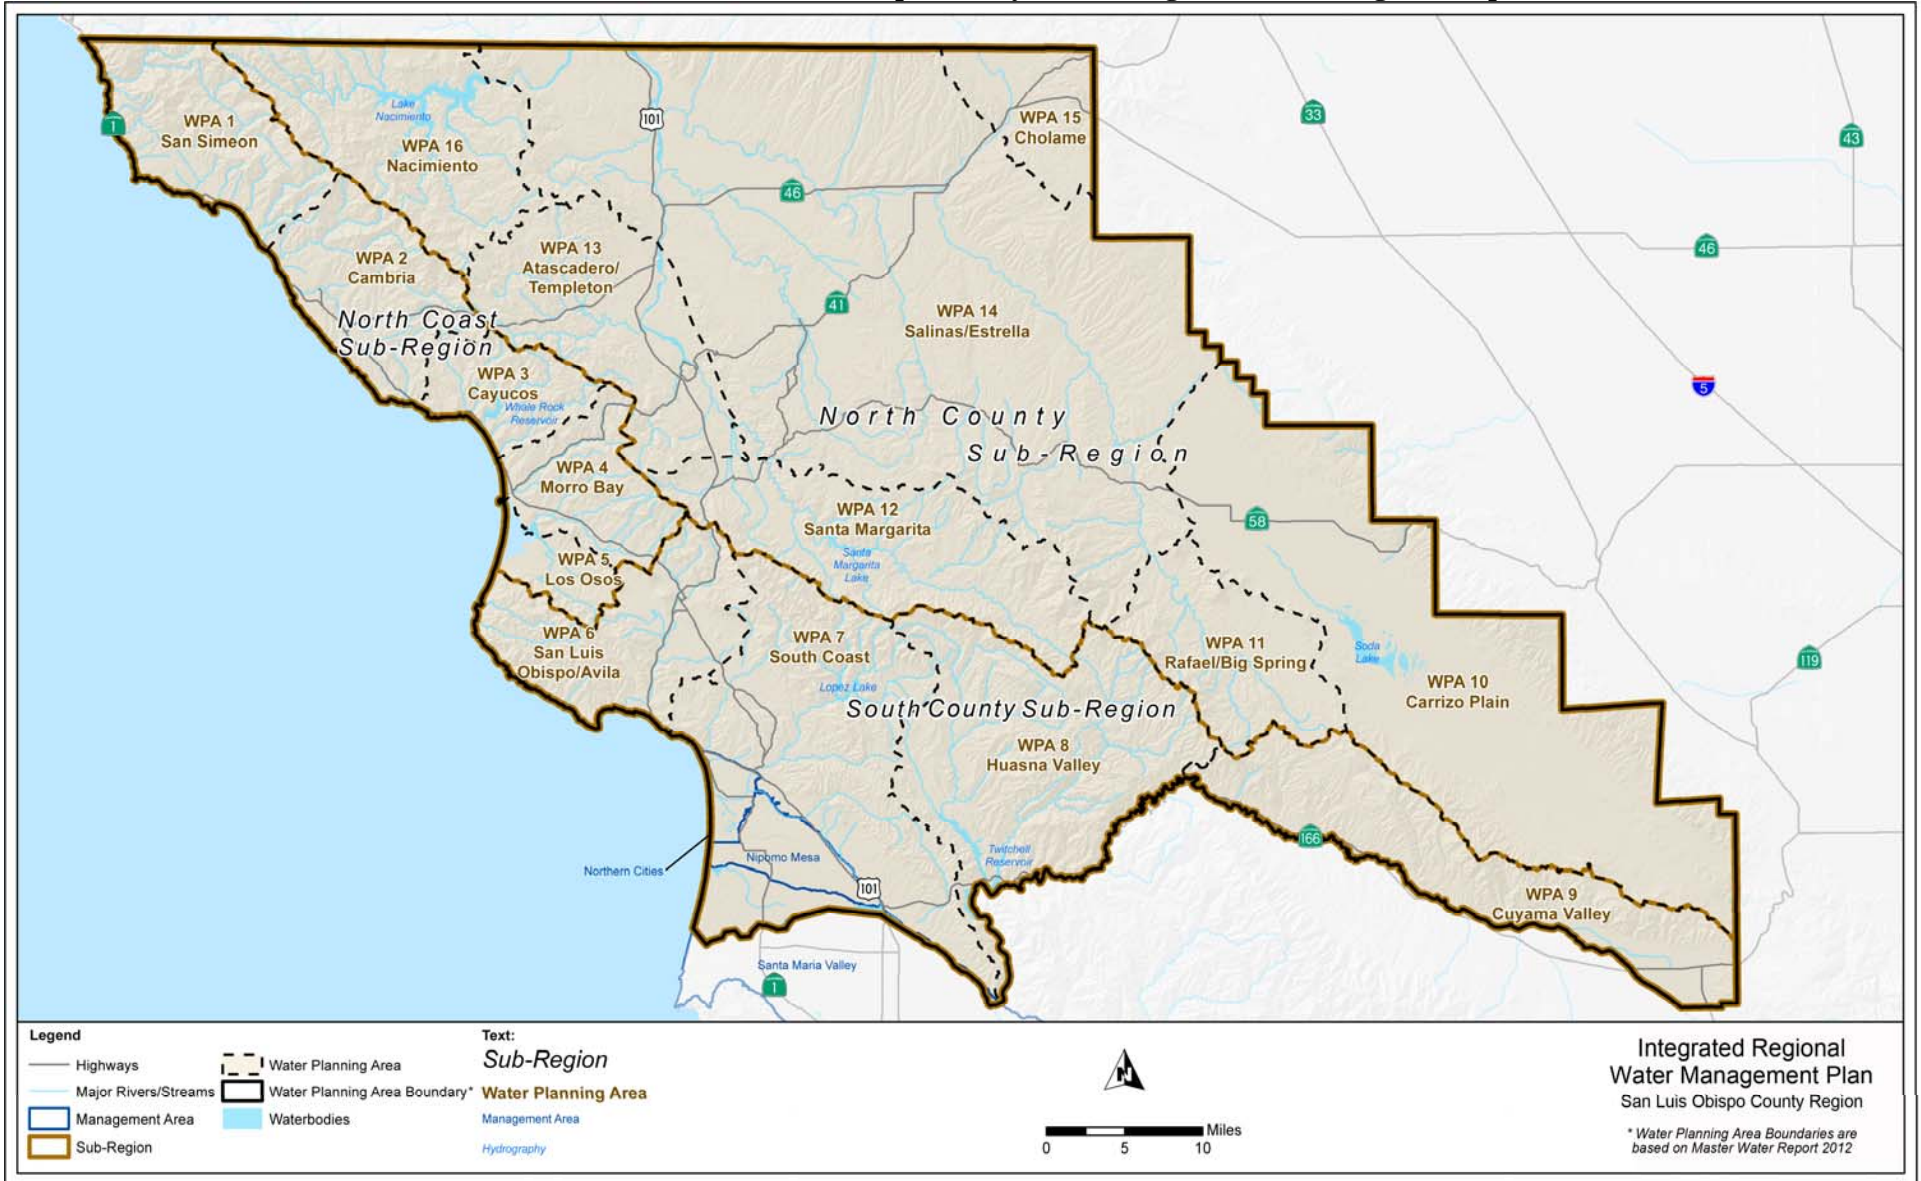 1
WPA 1
San Simeon
Lake
Nacimiento
WPA 16
Nacimiento
101
WPA 15
Cholame
33
43
46
46
WPA 2
Cambria
WPA 13
Atascadero/
Templeton
41
WPA 14
Salinas/Estrella
North Coast
Sub-Region
5
WPA 3
Cayucos
Whale Rock
Reservoir
North County
Sub-Region
WPA 4
Morro Bay
WPA 12
Santa Margarita
Santa
Margarita
Lake
58
WPA 5
Los Osos
WPA 6
San Luis
Obispo/Avila
WPA 7
South Coast
Lopez Lake
WPA 11
Rafael/Big Spring
Soda
Lake
119
WPA 10
Carrizo Plain
South County Sub-Region
WPA 8
Huasna Valley
166
Twitchell
Reservoir
Nipomo Mesa
Northern Cities
101
WPA 9
Cuyama Valley
Santa Maria Valley
1
Legend
Highways
Major Rivers/Streams
Management Area
Sub-Region
Water Planning Area
Water Planning Area Boundary*
Waterbodies
Text:
Sub-Region
Water Planning Area
Management Area
Hydrography
N
0 5 10 Miles
Integrated Regional
Water Management Plan
San Luis Obispo County Region
* Water Planning Area Boundaries are
based on Master Water Report 2012